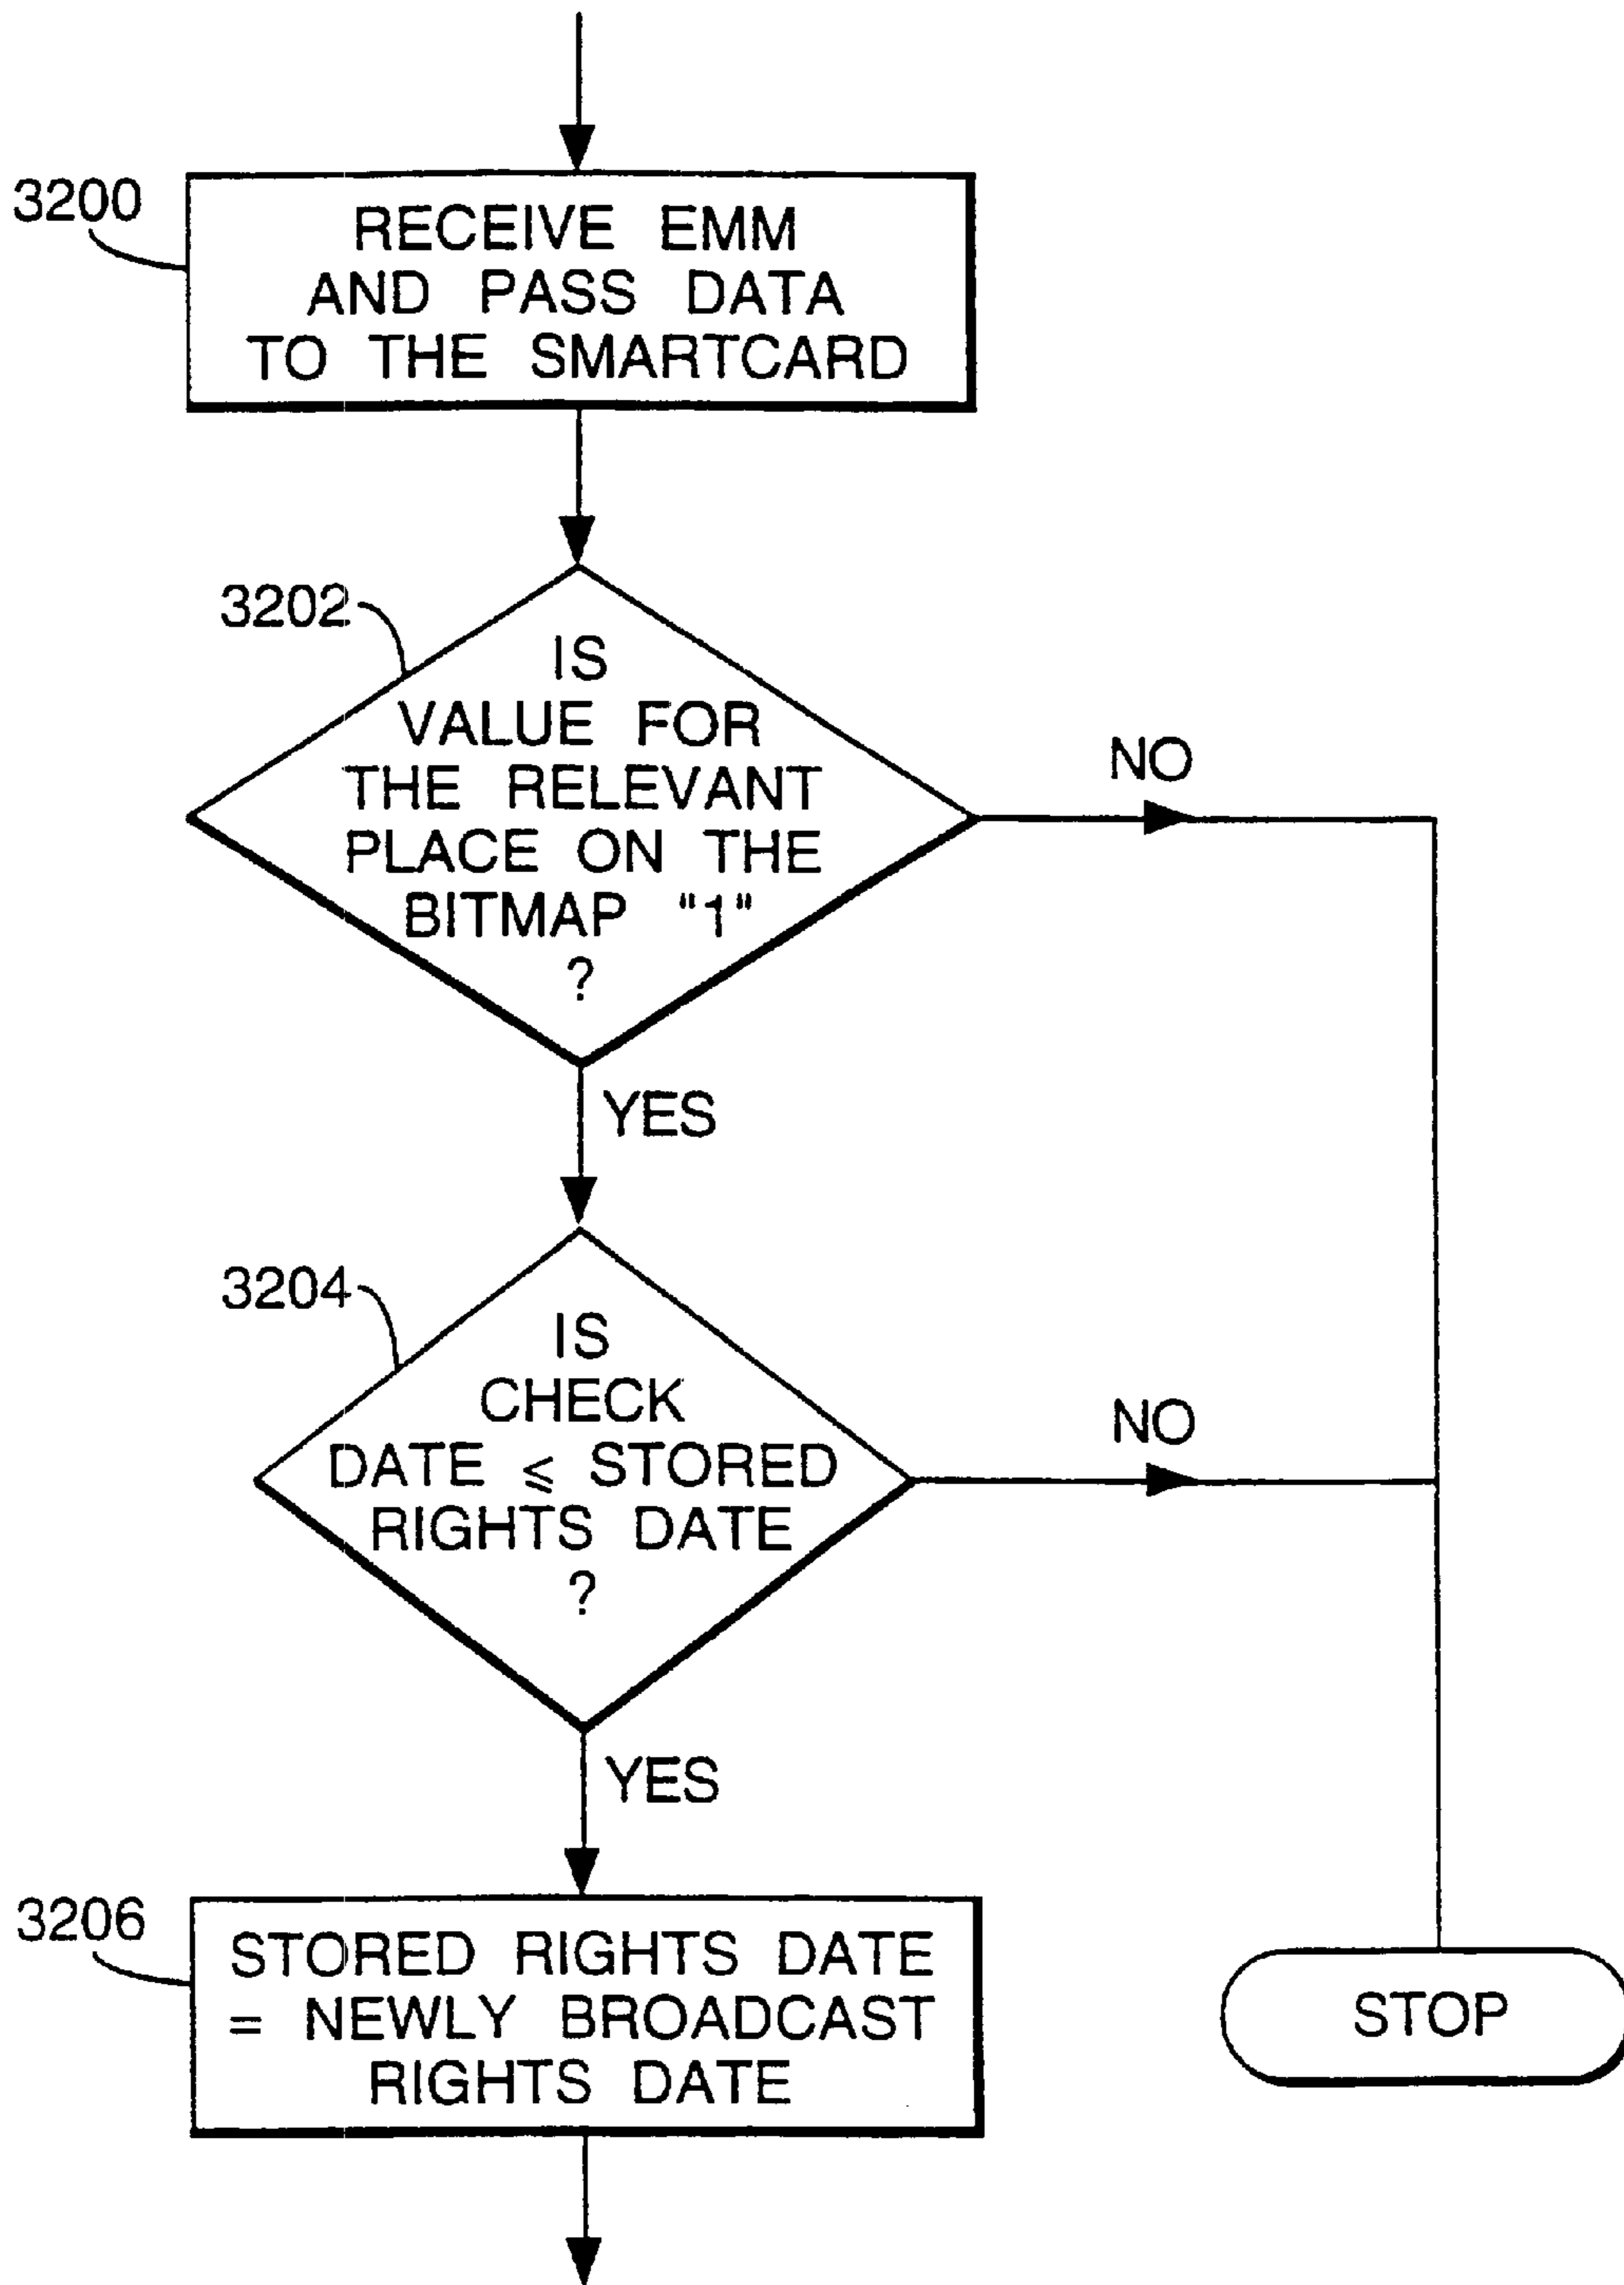 3200
RECEIVE EMM
AND PASS DATA
TO THE SMARTCARD
3202
IS
VALUE FOR
THE RELEVANT
PLACE ON THE
BITMAP "1"
?
NO
YES
3204
IS
CHECK
DATE ⩽ STORED
RIGHTS DATE
?
NO
YES
3206
STORED RIGHTS DATE
= NEWLY BROADCAST
RIGHTS DATE
STOP